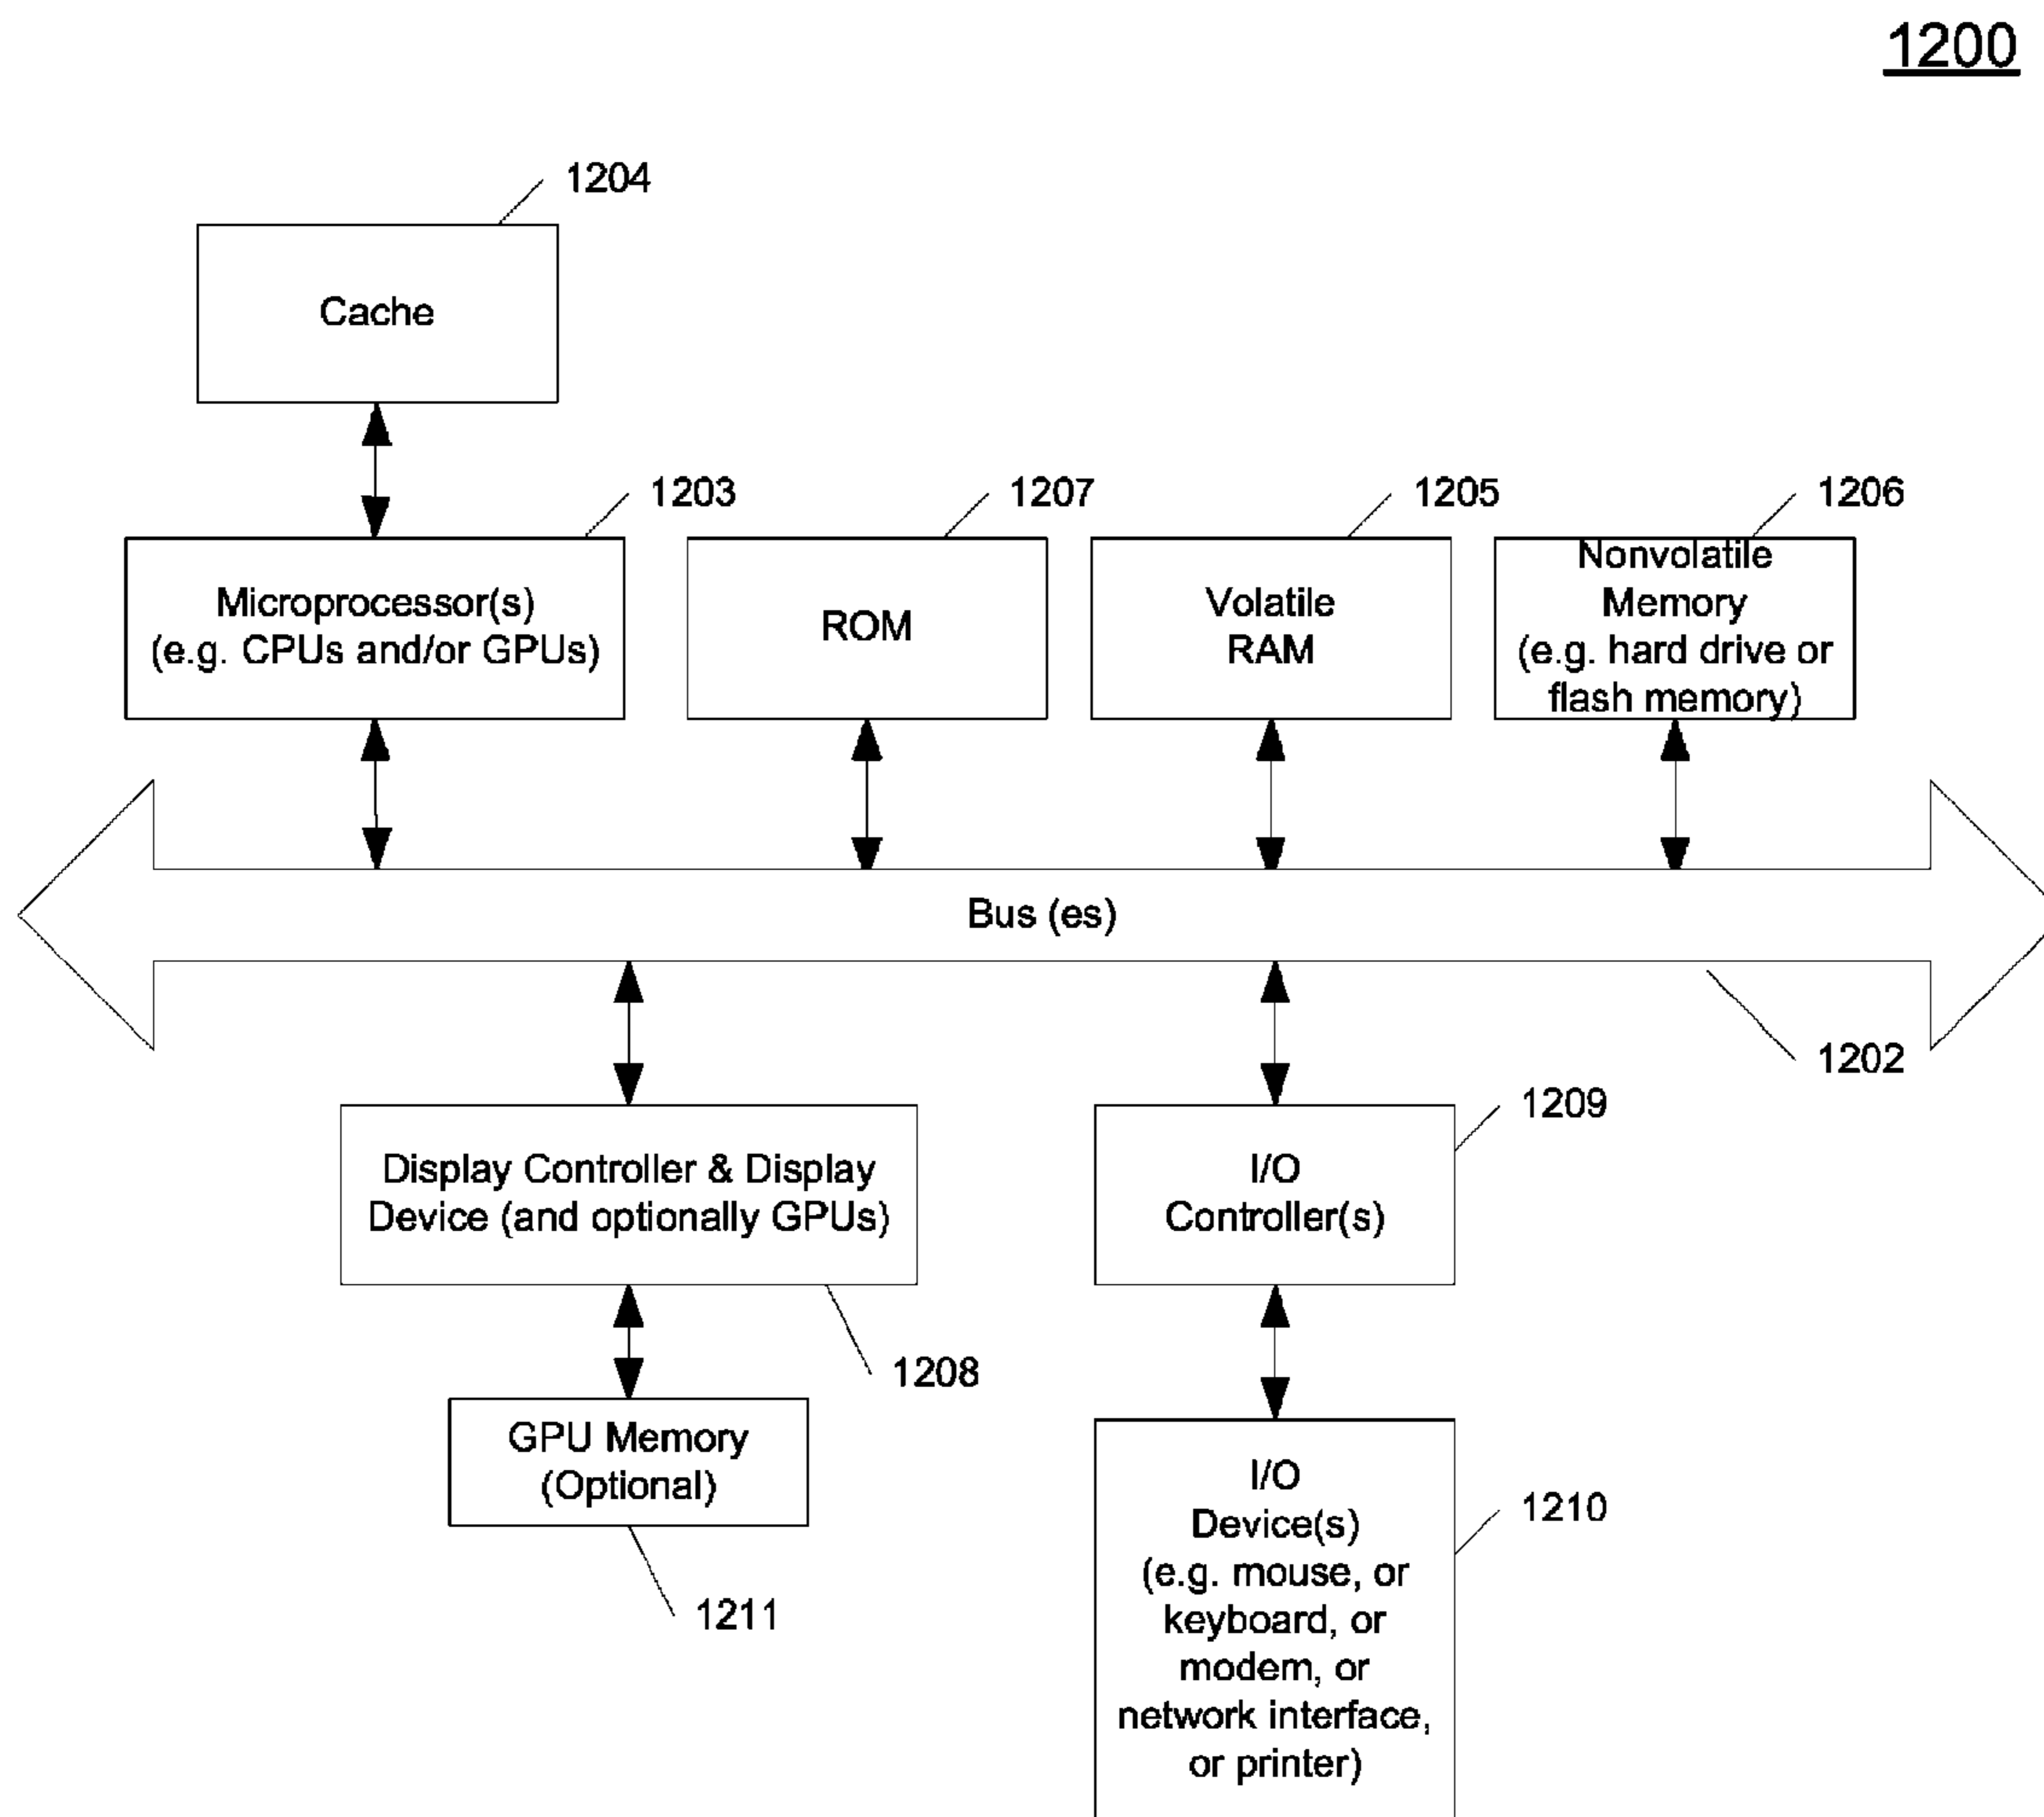 1200
1204
Cache
1203
1207
1205
1206
Microprocessor(s)
(e.g. CPUs and/or GPUs)
ROM
Volatile
RAM
Nonvolatile
Memory
(e.g. hard drive or
flash memory)
Bus (es)
1202
1209
Display Controller & Display
Device (and optionally GPUs)
I/O
Controller(s)
1208
GPU Memory
(Optional)
1211
I/O
Device(s)
(e.g. mouse, or
keyboard, or
modem, or
network interface,
or printer)
1210